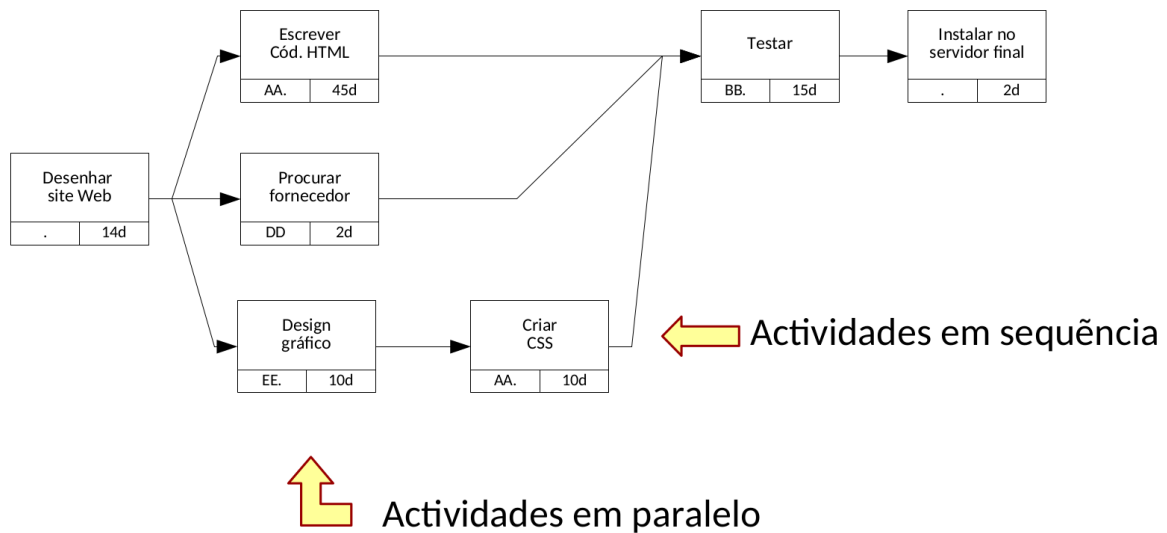 Escrever
Cód. HTML
AA. 45d
Testar
BB. 15d
Instalar no
servidor final
. 2d
Desenhar
site Web
. 14d
Procurar
fornecedor
DD 2d
Design
gráfico
EE. 10d
Criar
CSS
AA. 10d
Actividades em sequẽncia
Actividades em paralelo